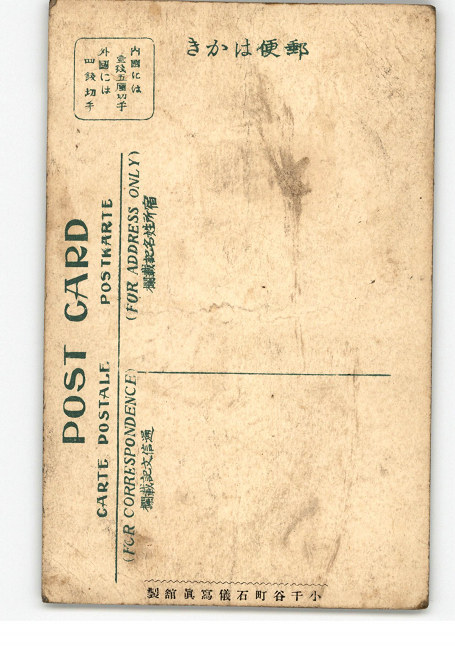 郵便はかき
内國には
壹錢五厘切手
外國には
四錢切手
POST CARD
CARTE POSTALE POSTKARTE
(FOR CORRESPONDENCE) (FOR ADDRESS ONLY)
通信文記載欄
宿所姓名記載欄
小千谷町石儀寫眞舘製